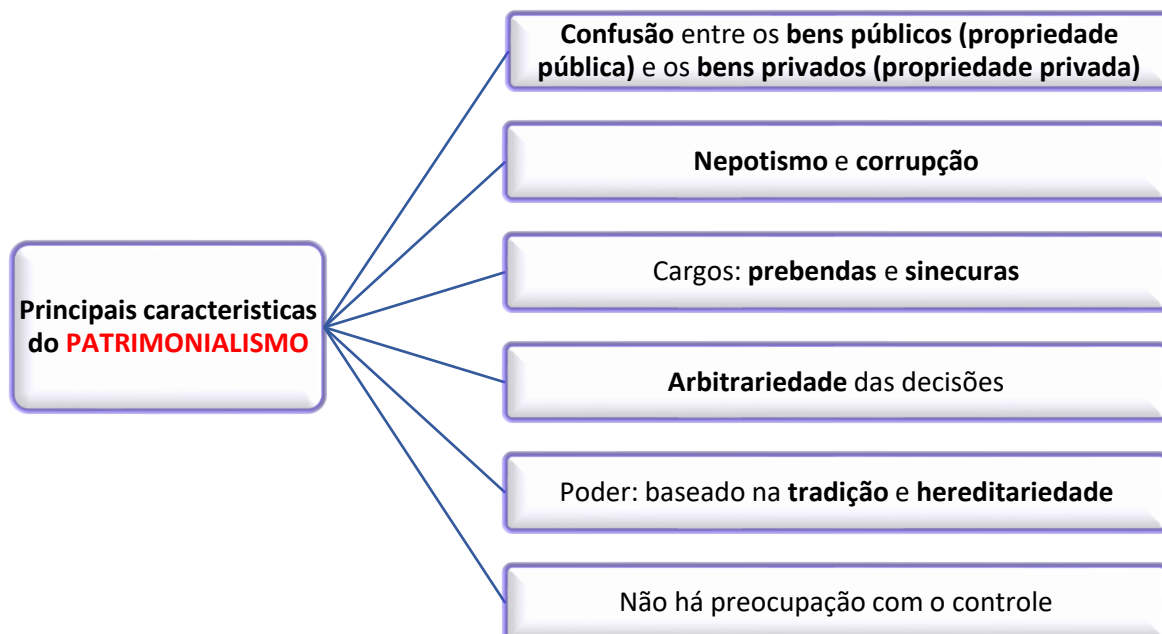 Confusão entre os bens públicos (propriedade
pública) e os bens privados (propriedade privada)
Nepotismo e corrupção
Cargos: prebendas e sinecuras
Principais caracteristicas
do PATRIMONIALISMO
Arbitrariedade das decisões
Poder: baseado na tradição e hereditariedade
Não há preocupação com o controle